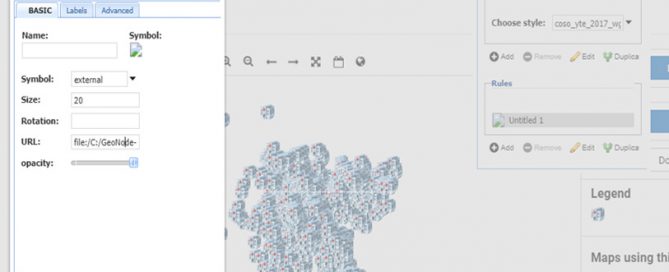 BASIC Labels Advanced
Name: Symbol:
Symbol: external
Size: 20
Rotation:
URL: file:/C:/GeoNode-
opacity:
Choose style: coso_yte_2017_wg
Add Remove Edit Duplica
Rules
Untitled 1
Add Remove Edit Duplica
Do
Legend
Maps using thi